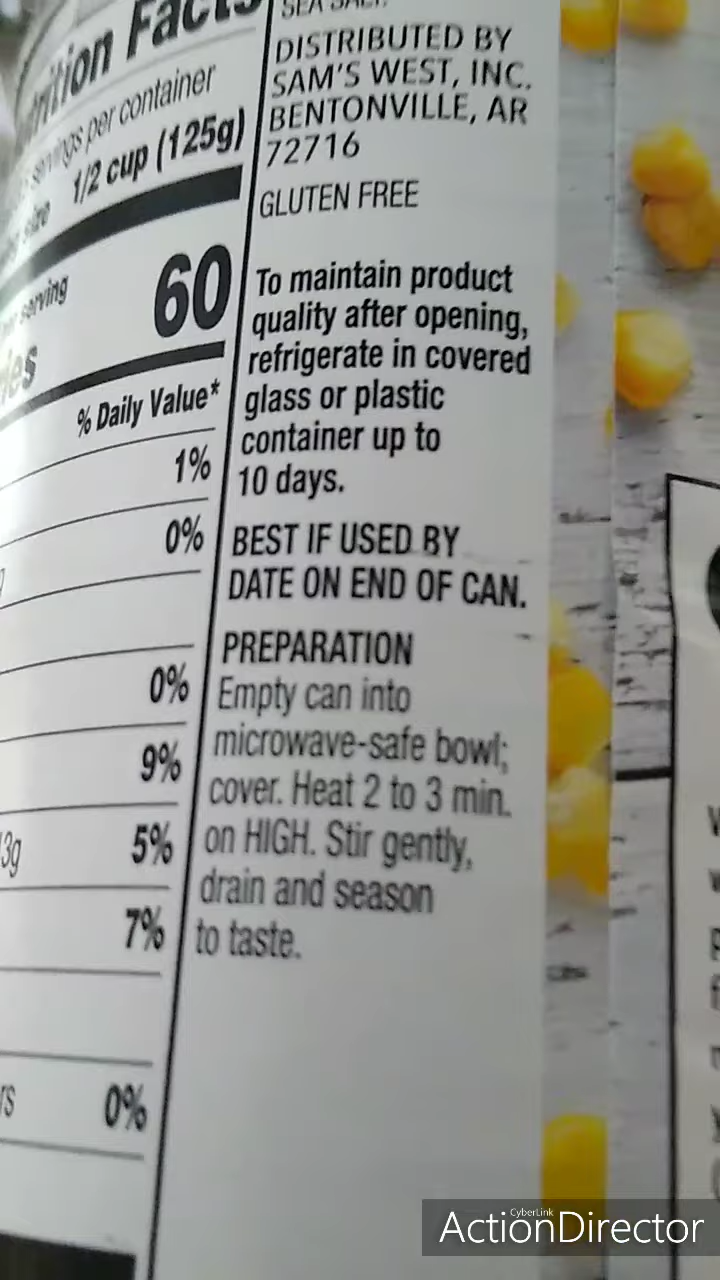 Facts
servings per container
1/2 cup (125g)
60
% Daily Value*
1%
0%
0%
9%
3g 5%
7%
0%
DISTRIBUTED BY
SAM'S WEST, INC.
BENTONVILLE, AR
72716
GLUTEN FREE
To maintain product
quality after opening,
refrigerate in covered
glass or plastic
container up to
10 days.
BEST IF USED BY
DATE ON END OF CAN.
PREPARATION
Empty can into
microwave-safe bowl;
cover. Heat 2 to 3 min.
on HIGH. Stir gently,
drain and season
to taste.
CyberLink
ActionDirector